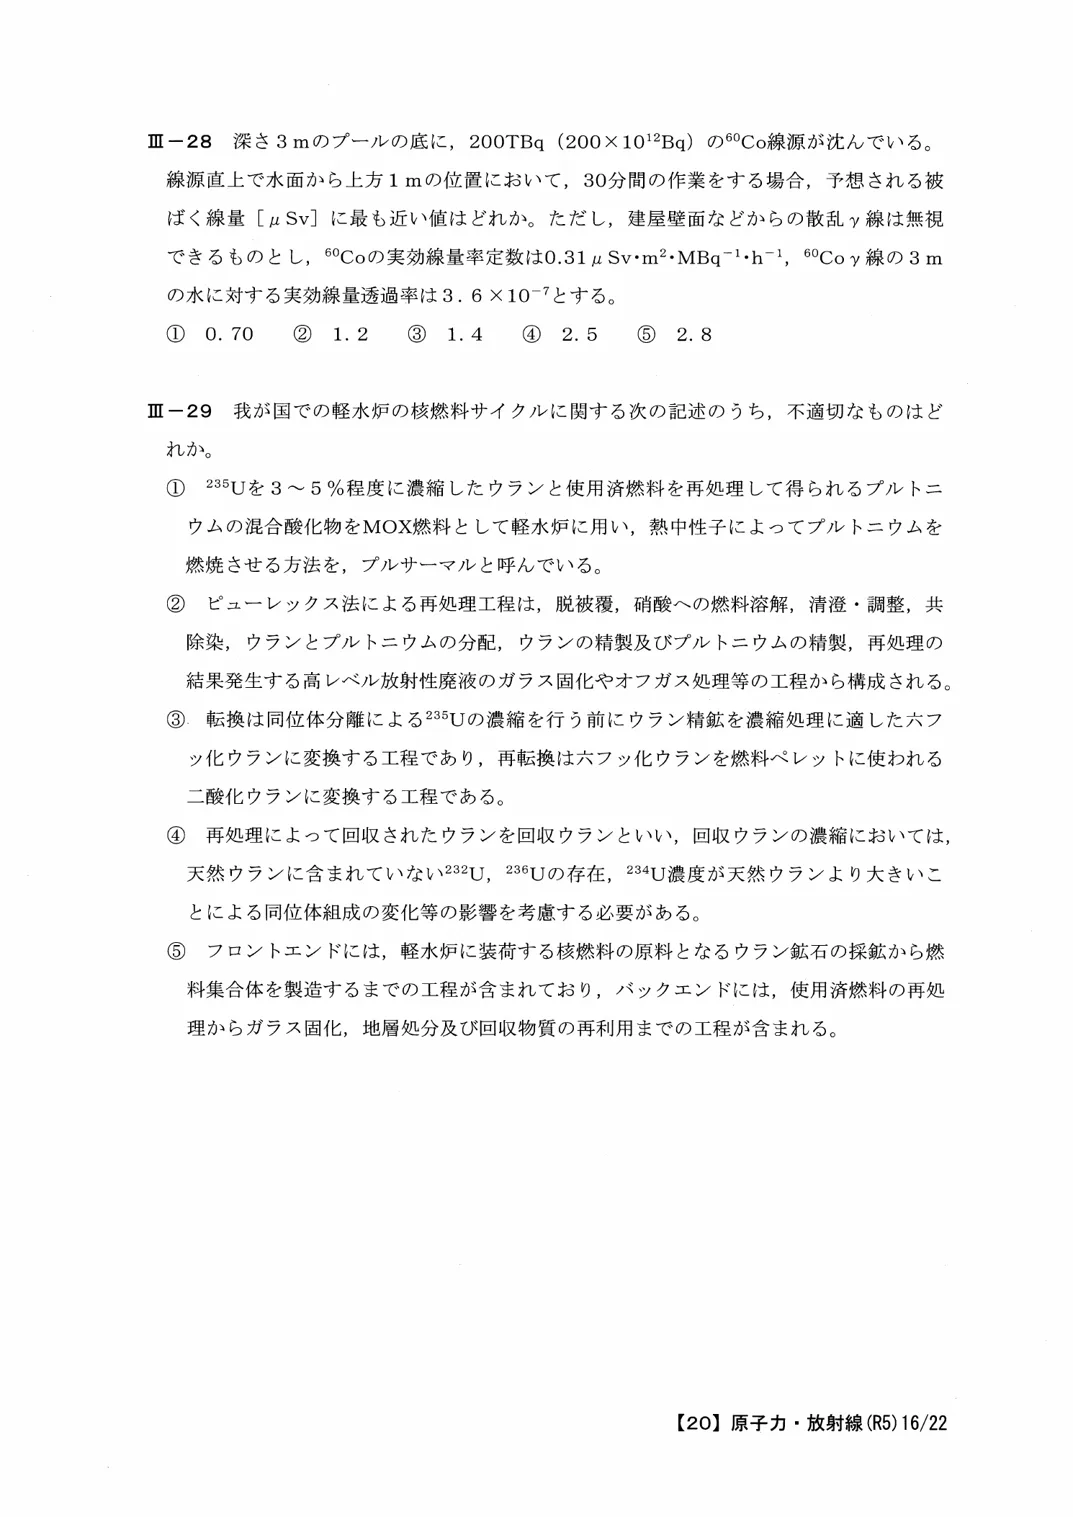 Ⅲ－28　深さ3mのプールの底に，200TBq（200×10¹²Bq）の⁶⁰Co線源が沈んでいる。
線源直上で水面から上方1mの位置において，30分間の作業をする場合，予想される被
ばく線量［μSv］に最も近い値はどれか。ただし，建屋壁面などからの散乱γ線は無視
できるものとし，⁶⁰Coの実効線量率定数は0.31μSv・m²・MBq⁻¹・h⁻¹，⁶⁰Coγ線の3m
の水に対する実効線量透過率は3.6×10⁻⁷とする。
①　0.70　②　1.2　③　1.4　④　2.5　⑤　2.8
Ⅲ－29　我が国での軽水炉の核燃料サイクルに関する次の記述のうち，不適切なものはど
れか。
①　²³⁵Uを3～5％程度に濃縮したウランと使用済燃料を再処理して得られるプルトニ
ウムの混合酸化物をMOX燃料として軽水炉に用い，熱中性子によってプルトニウムを
燃焼させる方法を，プルサーマルと呼んでいる。
②　ピューレックス法による再処理工程は，脱被覆，硝酸への燃料溶解，清澄・調整，共
除染，ウランとプルトニウムの分配，ウランの精製及びプルトニウムの精製，再処理の
結果発生する高レベル放射性廃液のガラス固化やオフガス処理等の工程から構成される。
③　転換は同位体分離による²³⁵Uの濃縮を行う前にウラン精鉱を濃縮処理に適した六フ
ッ化ウランに変換する工程であり，再転換は六フッ化ウランを燃料ペレットに使われる
二酸化ウランに変換する工程である。
④　再処理によって回収されたウランを回収ウランといい，回収ウランの濃縮においては，
天然ウランに含まれていない²³²U，²³⁶Uの存在，²³⁴U濃度が天然ウランより大きいこ
とによる同位体組成の変化等の影響を考慮する必要がある。
⑤　フロントエンドには，軽水炉に装荷する核燃料の原料となるウラン鉱石の採鉱から燃
料集合体を製造するまでの工程が含まれており，バックエンドには，使用済燃料の再処
理からガラス固化，地層処分及び回収物質の再利用までの工程が含まれる。
【20】原子力・放射線(R5)16/22